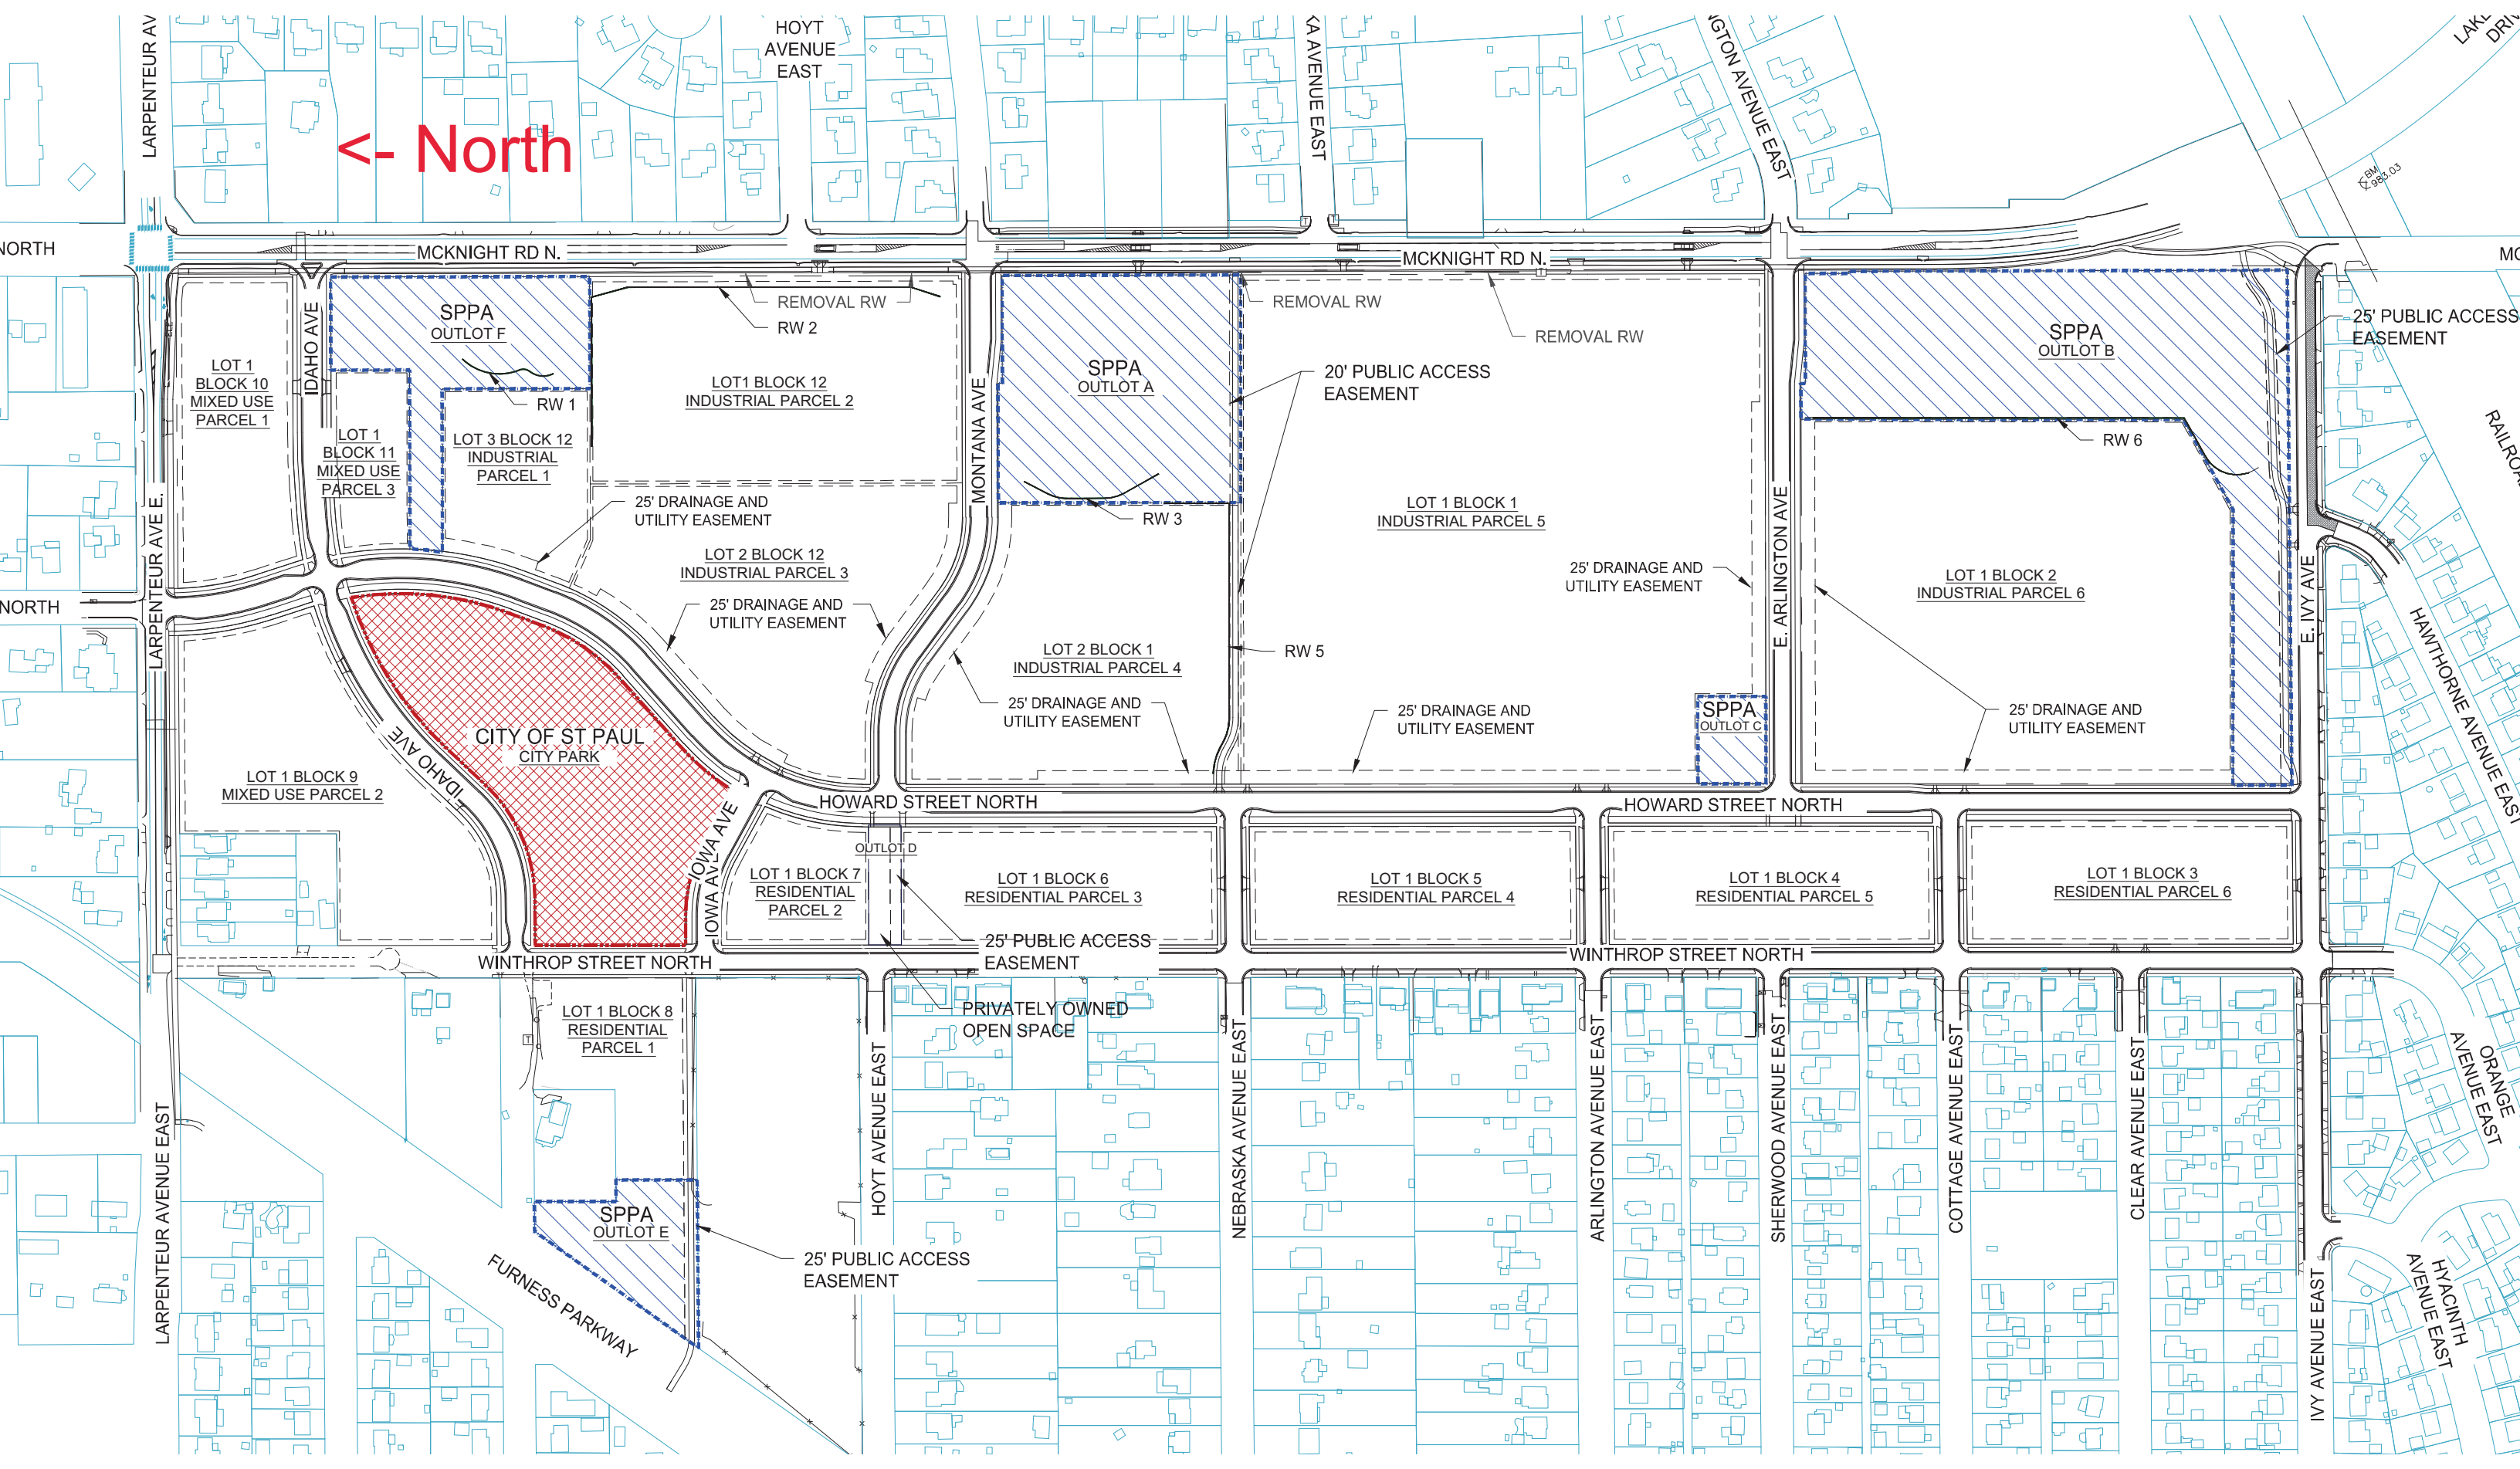 LARPENTEUR AV
HOYT
AVENUE
EAST
KA AVENUE EAST
GTON AVENUE EAST
LAKE
DRIV
<- North
BM
983.03
NORTH
MCKNIGHT RD N.
MCKNIGHT RD N.
MC
IDAHO AVE
SPPA
OUTLOT F
REMOVAL RW
RW 2
REMOVAL RW
REMOVAL RW
25' PUBLIC ACCESS
EASEMENT
SPPA
OUTLOT B
LOT 1
BLOCK 10
MIXED USE
PARCEL 1
RW 1
LOT1 BLOCK 12
INDUSTRIAL PARCEL 2
SPPA
OUTLOT A
20' PUBLIC ACCESS
EASEMENT
MONTANA AVE
LOT 1
BLOCK 11
MIXED USE
PARCEL 3
LOT 3 BLOCK 12
INDUSTRIAL
PARCEL 1
RW 6
RAILROA
25' DRAINAGE AND
UTILITY EASEMENT
RW 3
LOT 1 BLOCK 1
INDUSTRIAL PARCEL 5
E. ARLINGTON AVE
LARPENTEUR AVE E.
LOT 2 BLOCK 12
INDUSTRIAL PARCEL 3
25' DRAINAGE AND
UTILITY EASEMENT
LOT 1 BLOCK 2
INDUSTRIAL PARCEL 6
E. IVY AVE
NORTH
25' DRAINAGE AND
UTILITY EASEMENT
LOT 2 BLOCK 1
INDUSTRIAL PARCEL 4
RW 5
HAWTHORNE AVENUE EAST
25' DRAINAGE AND
UTILITY EASEMENT
25' DRAINAGE AND
UTILITY EASEMENT
SPPA
OUTLOT C
25' DRAINAGE AND
UTILITY EASEMENT
CITY OF ST PAUL
CITY PARK
IDAHO AVE
LOT 1 BLOCK 9
MIXED USE PARCEL 2
IOWA AVE
IOWA AVE
HOWARD STREET NORTH
HOWARD STREET NORTH
OUTLOT D
LOT 1 BLOCK 7
RESIDENTIAL
PARCEL 2
LOT 1 BLOCK 6
RESIDENTIAL PARCEL 3
LOT 1 BLOCK 5
RESIDENTIAL PARCEL 4
LOT 1 BLOCK 4
RESIDENTIAL PARCEL 5
LOT 1 BLOCK 3
RESIDENTIAL PARCEL 6
25' PUBLIC ACCESS
EASEMENT
WINTHROP STREET NORTH
WINTHROP STREET NORTH
PRIVATELY OWNED
OPEN SPACE
LOT 1 BLOCK 8
RESIDENTIAL
PARCEL 1
LARPENTEUR AVENUE EAST
HOYT AVENUE EAST
NEBRASKA AVENUE EAST
ARLINGTON AVENUE EAST
SHERWOOD AVENUE EAST
COTTAGE AVENUE EAST
CLEAR AVENUE EAST
ORANGE
AVENUE EAST
SPPA
OUTLOT E
25' PUBLIC ACCESS
EASEMENT
FURNESS PARKWAY
IVY AVENUE EAST
HYACINTH
AVENUE EAST